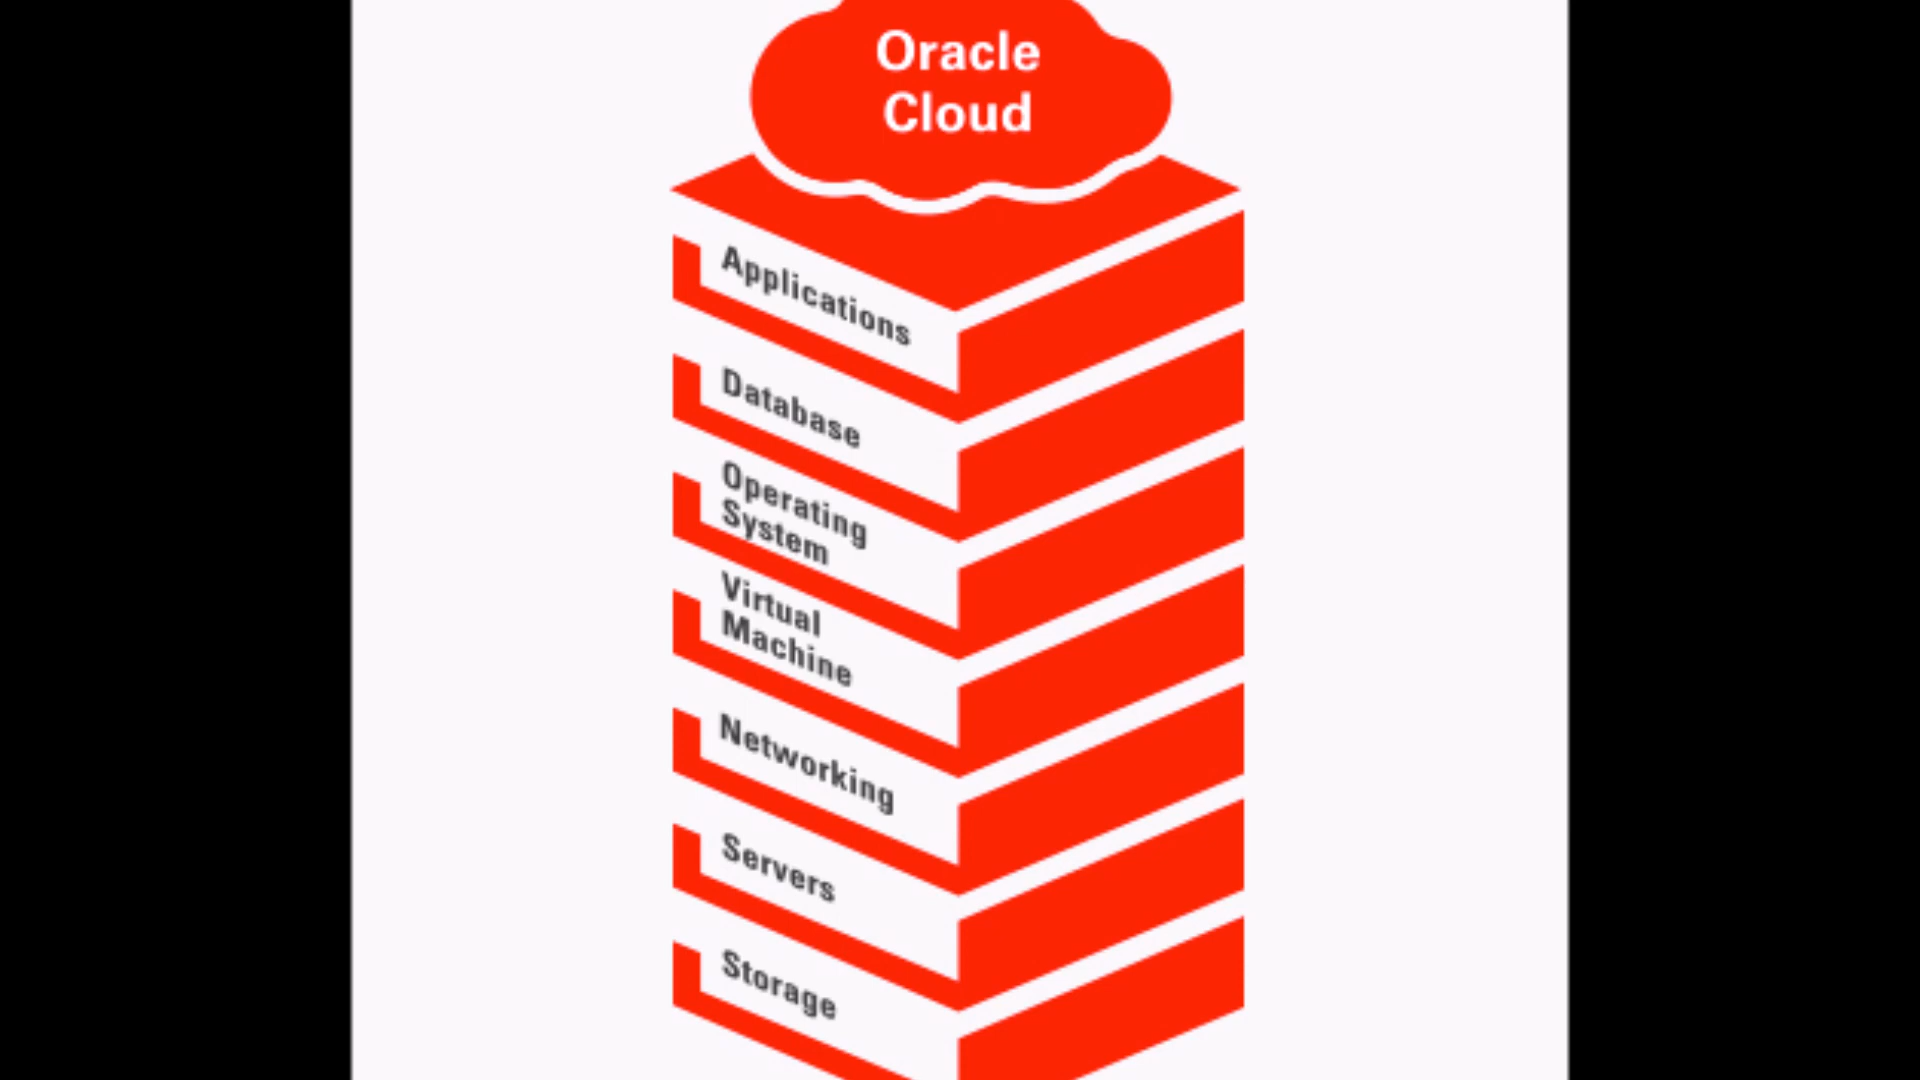 Oracle
Cloud
Applications
Database
Operating
System
Virtual
Machine
Networking
Servers
Storage